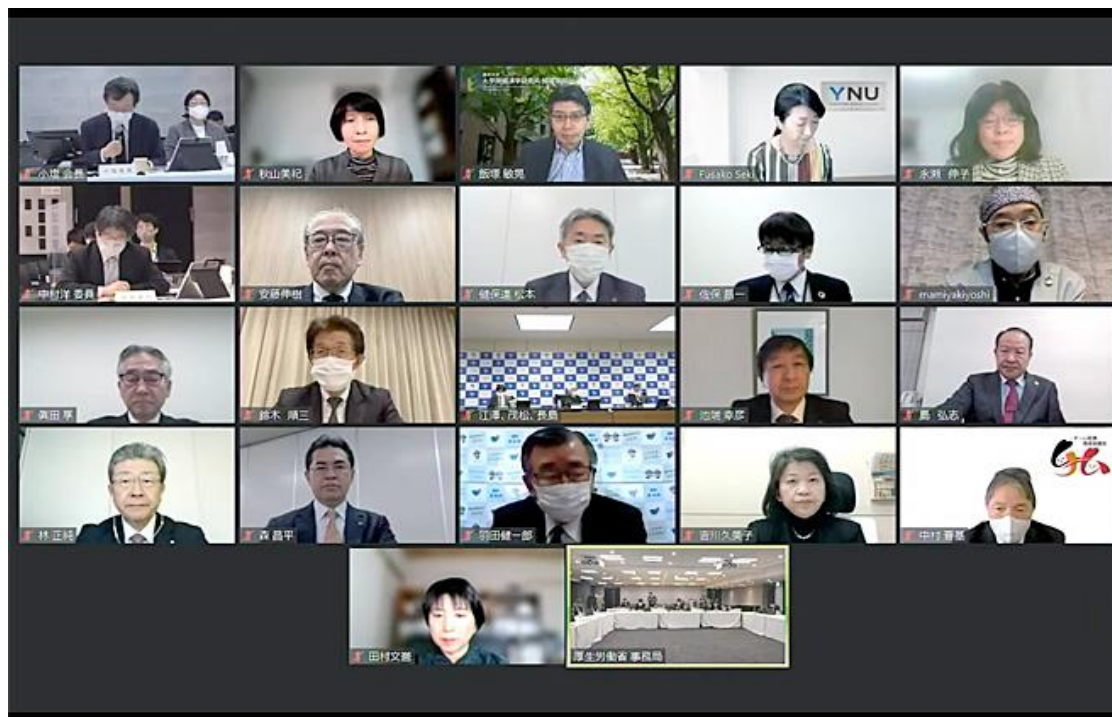 小塩 会長
秋山美紀
飯塚 敏晃
Fusako Seki
YNU
永瀬 伸子
中村洋 委員
安藤伸樹
健保連 松本
佐保 昌一
mamiyakiyoshi
眞田 享
鈴木 順三
江澤, 茂松, 長島
池端 幸彦
島 弘志
林 正純
森 昌平
羽田健一郎
吉川久美子
中村 春基
田村文誉
厚生労働省 事務局